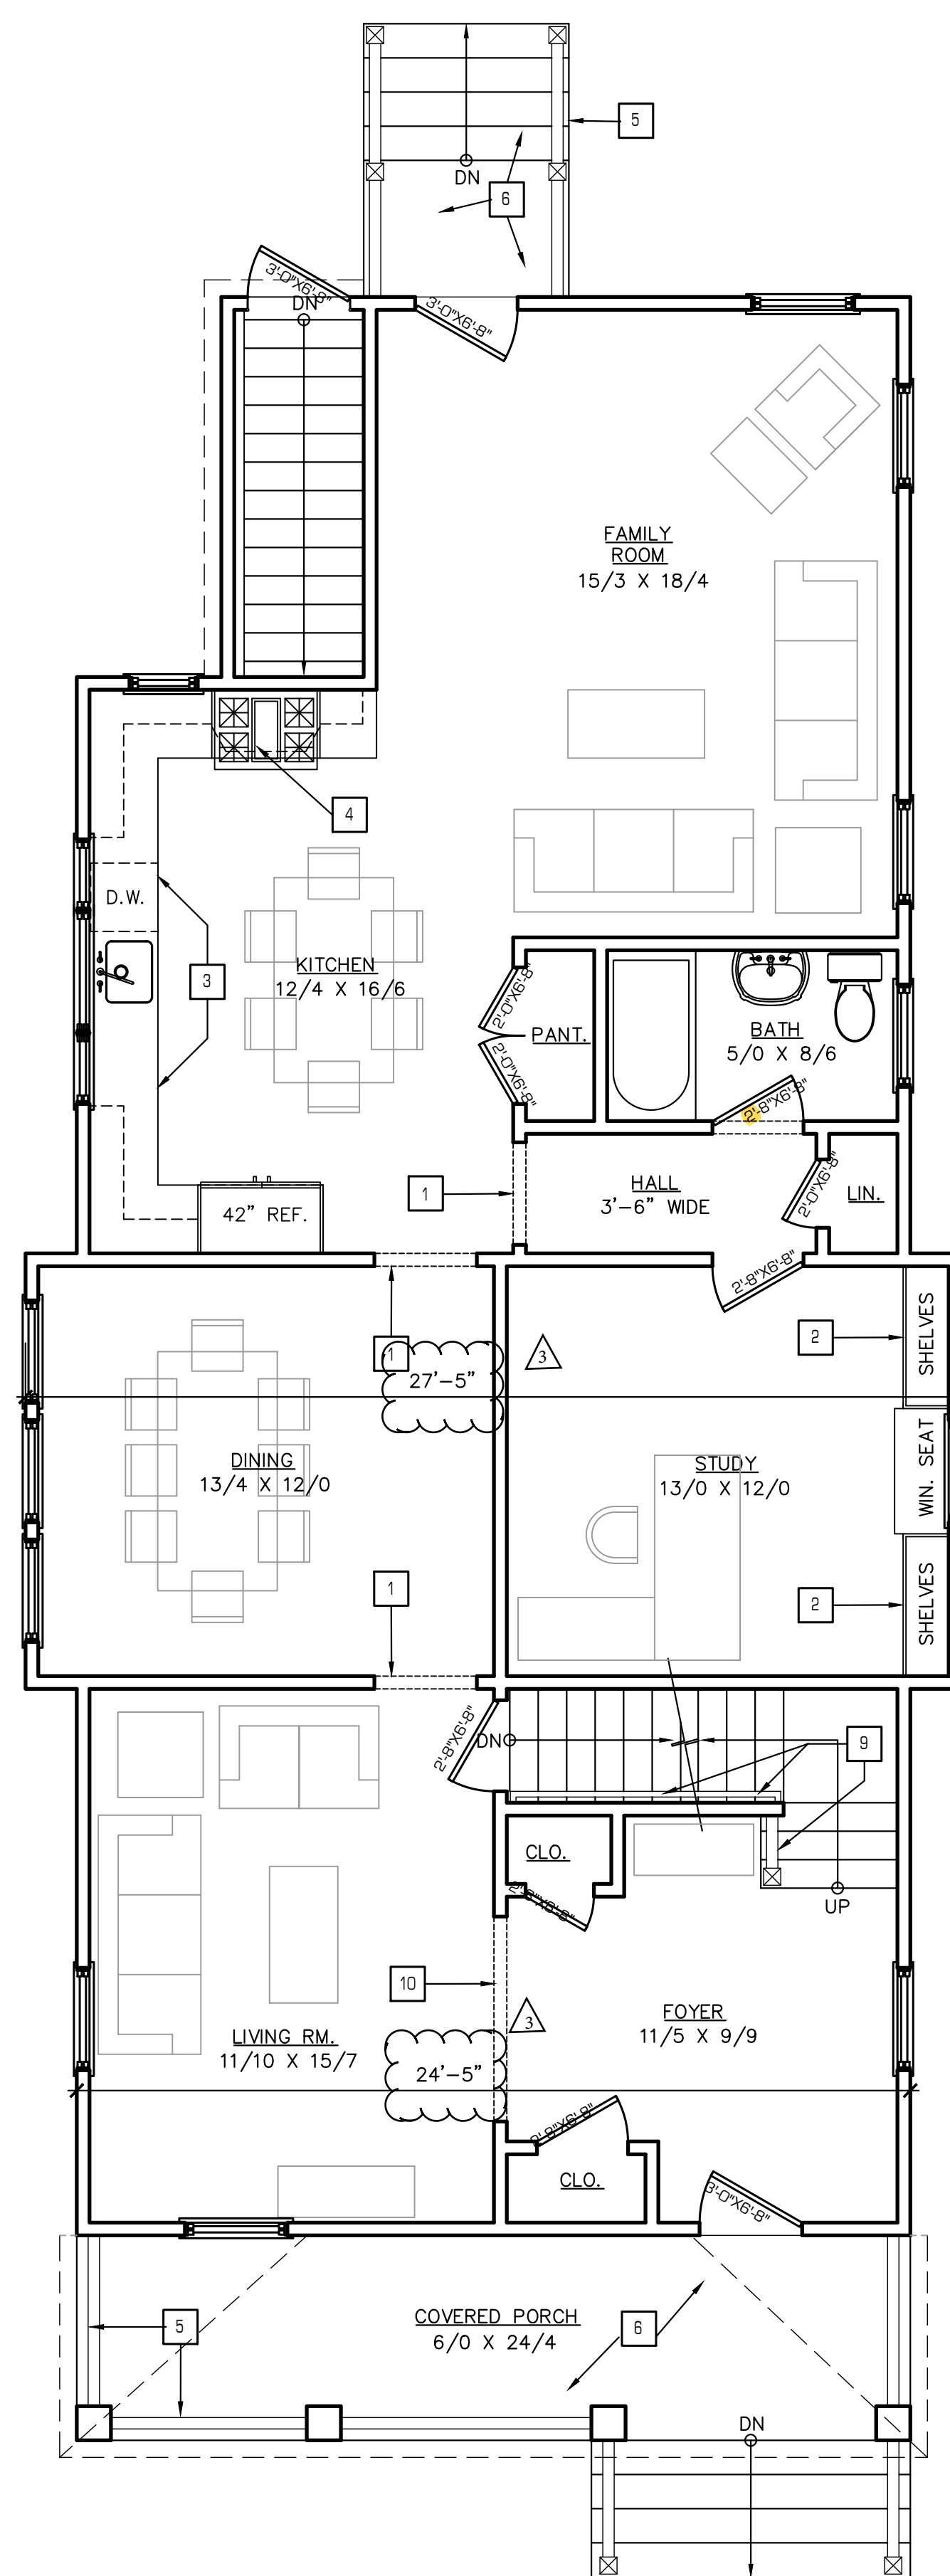 5
DN
6
3'-0"X6'-8"
DN
3'-0"X6'-8"
FAMILY
ROOM
15/3 X 18/4
4
D.W.
3
KITCHEN
12/4 X 16/6
2'-0"X6'-8"
PANT.
2'-0"X6'-8"
BATH
5/0 X 8/6
2'-8"X6'-8"
1
HALL
3'-6" WIDE
2'-0"X6'-8"
LIN.
42" REF.
2'-8"X6'-8"
1
27'-5"
3
2
SHELVES
DINING
13/4 X 12/0
STUDY
13/0 X 12/0
WIN. SEAT
1
2
SHELVES
2'-8"X6'-8"
DN
9
CLO.
UP
10
3
FOYER
11/5 X 9/9
LIVING RM.
11/10 X 15/7
24'-5"
2'-8"X6'-8"
CLO.
3'-0"X6'-8"
5
COVERED PORCH
6/0 X 24/4
6
DN